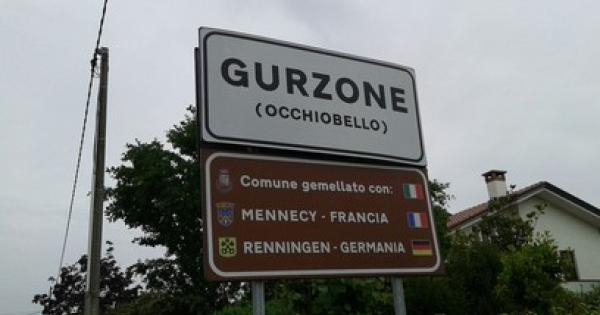 GURZONE
(OCCHIOBELLO)
Comune gemellato con:
MENNECY - FRANCIA
RENNINGEN - GERMANIA